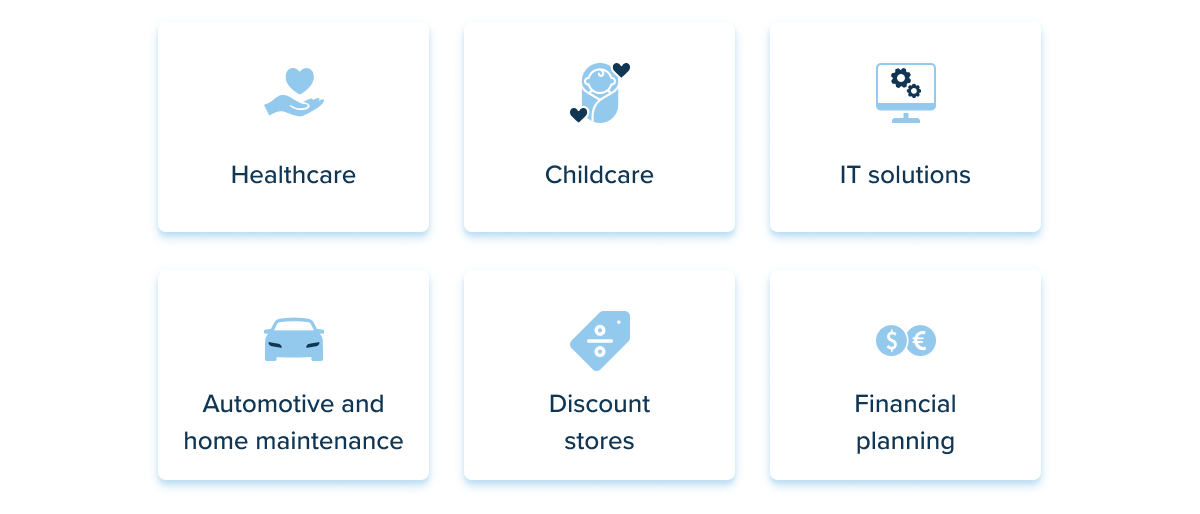 Healthcare
Childcare
IT solutions
Automotive and
home maintenance
Discount
stores
$ €
Financial
planning